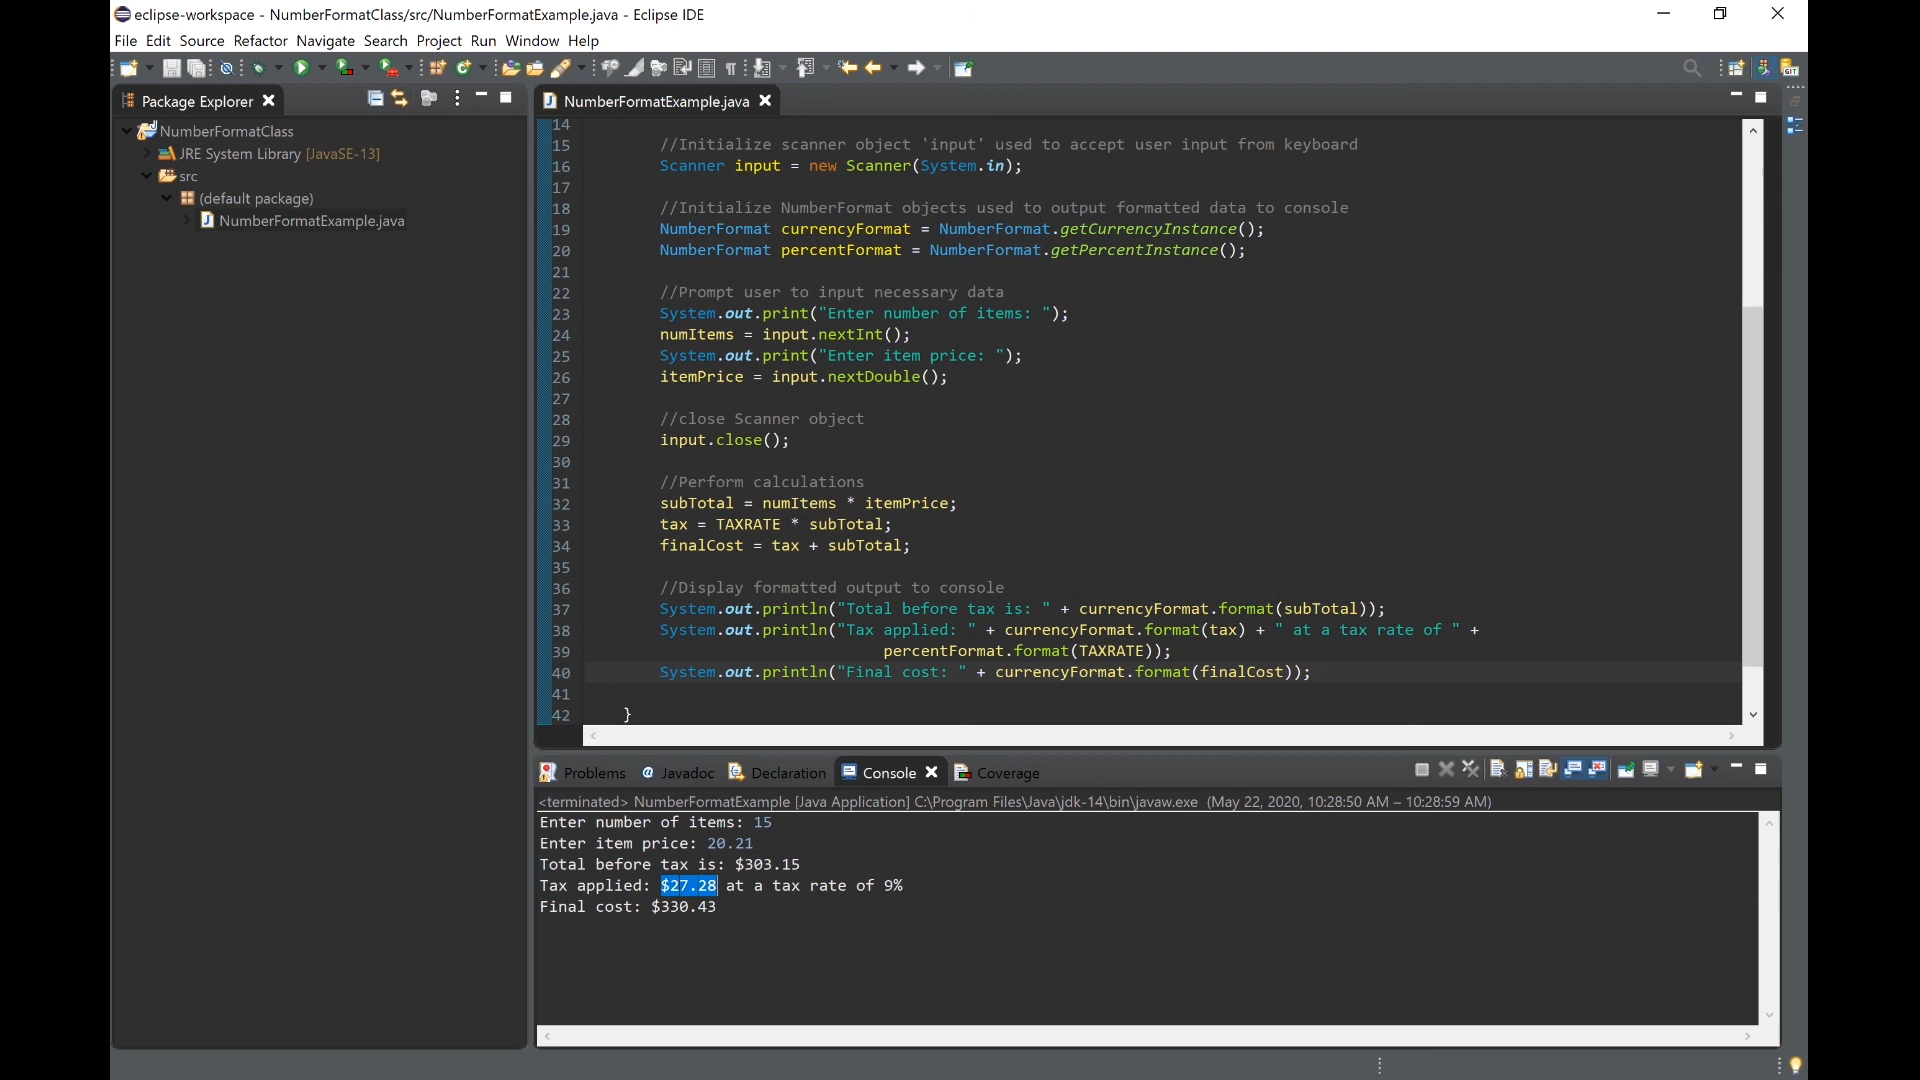 eclipse-workspace - NumberFormatClass/src/NumberFormatExample.java - Eclipse IDE
File Edit Source Refactor Navigate Search Project Run Window Help
Package Explorer
NumberFormatClass
JRE System Library [JavaSE-13]
src
(default package)
NumberFormatExample.java
NumberFormatExample.java
14
15 //Initialize scanner object 'input' used to accept user input from keyboard
16 Scanner input = new Scanner(System.in);
17
18 //Initialize NumberFormat objects used to output formatted data to console
19 NumberFormat currencyFormat = NumberFormat.getCurrencyInstance();
20 NumberFormat percentFormat = NumberFormat.getPercentInstance();
21
22 //Prompt user to input necessary data
23 System.out.print("Enter number of items: ");
24 numItems = input.nextInt();
25 System.out.print("Enter item price: ");
26 itemPrice = input.nextDouble();
27
28 //close Scanner object
29 input.close();
30
31 //Perform calculations
32 subTotal = numItems * itemPrice;
33 tax = TAXRATE * subTotal;
34 finalCost = tax + subTotal;
35
36 //Display formatted output to console
37 System.out.println("Total before tax is: " + currencyFormat.format(subTotal));
38 System.out.println("Tax applied: " + currencyFormat.format(tax) + " at a tax rate of " +
39 percentFormat.format(TAXRATE));
40 System.out.println("Final cost: " + currencyFormat.format(finalCost));
41
42 }
Problems @ Javadoc Declaration Console Coverage
<terminated> NumberFormatExample [Java Application] C:\Program Files\Java\jdk-14\bin\javaw.exe (May 22, 2020, 10:28:50 AM – 10:28:59 AM)
Enter number of items: 15
Enter item price: 20.21
Total before tax is: $303.15
Tax applied: $27.28 at a tax rate of 9%
Final cost: $330.43